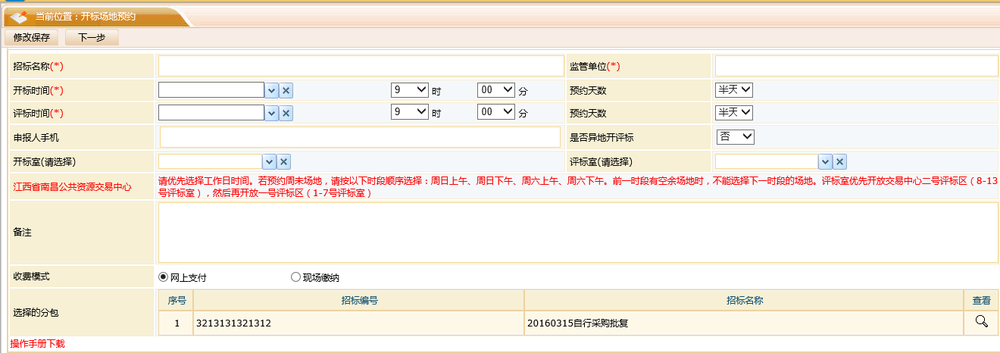 当前位置：开标场地预约
修改保存 下一步
招标名称(*) 监管单位(*)
开标时间(*) 9 时 00 分 预约天数 半天
评标时间(*) 9 时 00 分 预约天数 半天
申报人手机 是否异地开评标 否
开标室(请选择) 评标室(请选择)
江西省南昌公共资源交易中心
请优先选择工作日时间。若预约周末场地，请按以下时段顺序选择：周日上午、周日下午、周六上午、周六下午。前一时段有空余场地时，不能选择下一时段的场地。评标室优先开放交易中心二号评标区（8-13
号评标室），然后再开放一号评标区（1-7号评标室）
备注
收费模式 网上支付 现场缴纳
选择的分包
序号 招标编号 招标名称 查看
1 3213131321312 20160315自行采购批复
操作手册下载